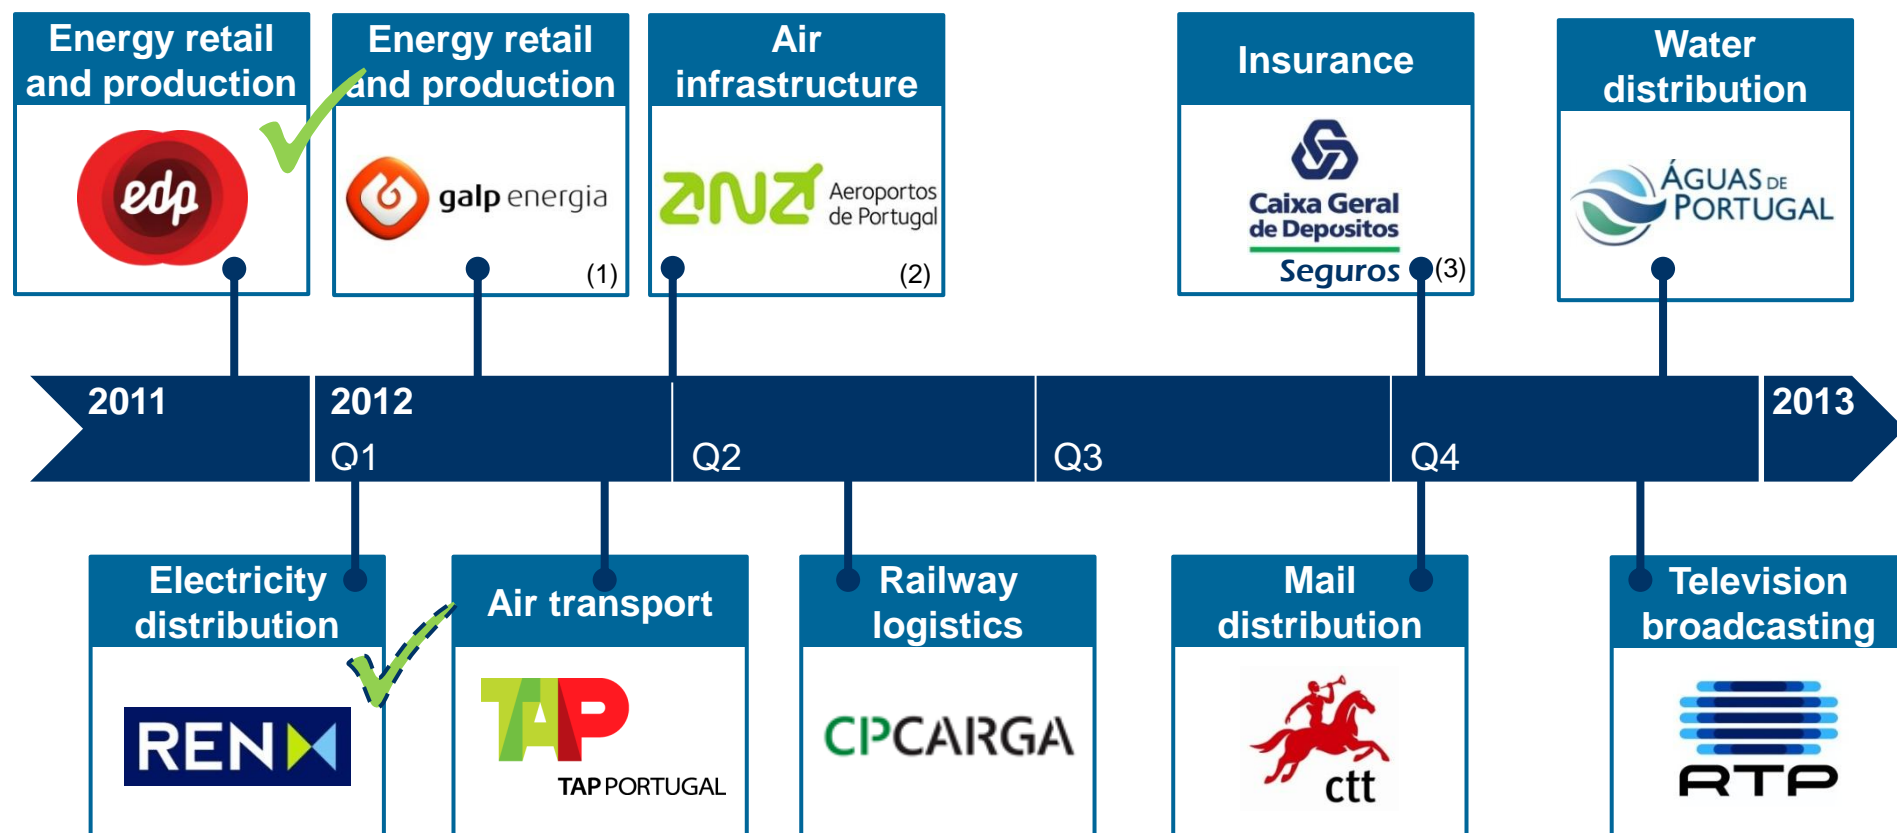 Energy retail
and production
edp
Energy retail
and production
galp energia
(1)
Air
infrastructure
ana Aeroportos
de Portugal
(2)
Insurance
Caixa Geral
de Depositos
Seguros
(3)
Water
distribution
ÁGUAS DE
PORTUGAL
2011
2012
2013
Q1
Q2
Q3
Q4
Electricity
distribution
REN
Air transport
TAP
TAP PORTUGAL
Railway
logistics
CPCARGA
Mail
distribution
ctt
Television
broadcasting
RTP